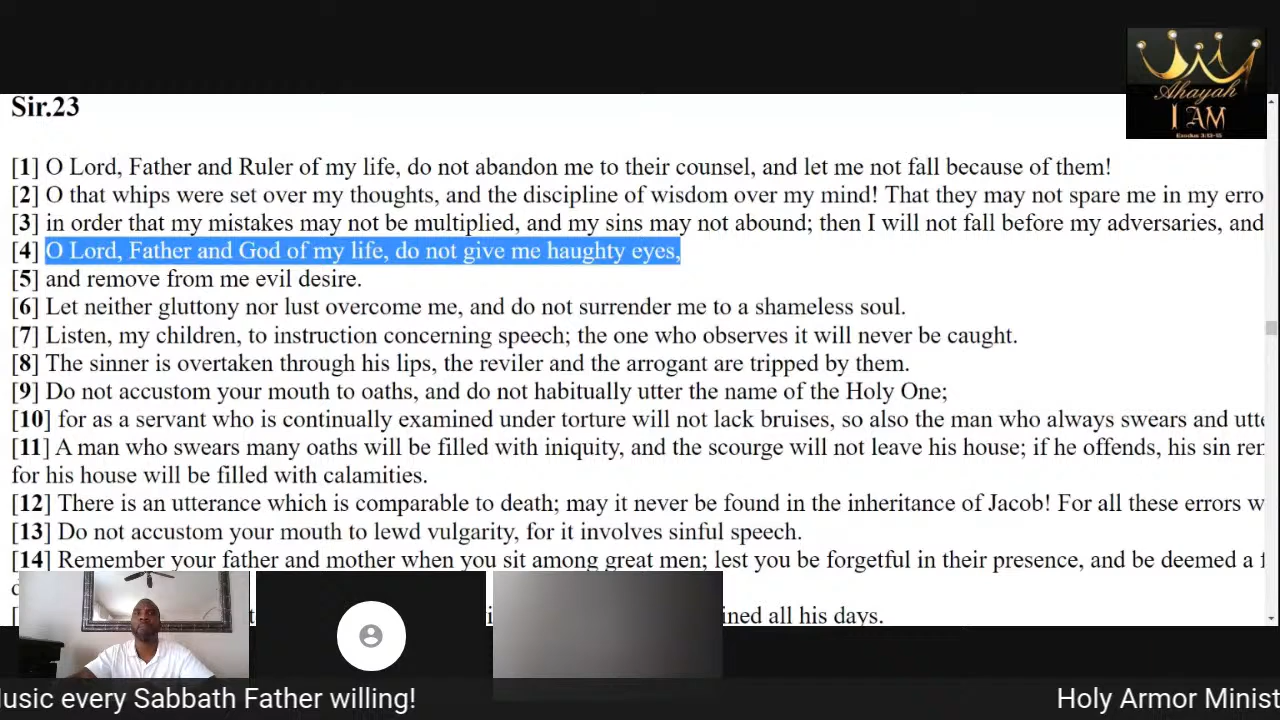 Ahayah
I AM
Exodus 3:13-15
Sir.23
[1] O Lord, Father and Ruler of my life, do not abandon me to their counsel, and let me not fall because of them!
[2] O that whips were set over my thoughts, and the discipline of wisdom over my mind! That they may not spare me in my erro
[3] in order that my mistakes may not be multiplied, and my sins may not abound; then I will not fall before my adversaries, and
[4] O Lord, Father and God of my life, do not give me haughty eyes,
[5] and remove from me evil desire.
[6] Let neither gluttony nor lust overcome me, and do not surrender me to a shameless soul.
[7] Listen, my children, to instruction concerning speech; the one who observes it will never be caught.
[8] The sinner is overtaken through his lips, the reviler and the arrogant are tripped by them.
[9] Do not accustom your mouth to oaths, and do not habitually utter the name of the Holy One;
[10] for as a servant who is continually examined under torture will not lack bruises, so also the man who always swears and utte
[11] A man who swears many oaths will be filled with iniquity, and the scourge will not leave his house; if he offends, his sin rem
for his house will be filled with calamities.
[12] There is an utterance which is comparable to death; may it never be found in the inheritance of Jacob! For all these errors w
[13] Do not accustom your mouth to lewd vulgarity, for it involves sinful speech.
[14] Remember your father and mother when you sit among great men; lest you be forgetful in their presence, and be deemed a f
ined all his days.
usic every Sabbath Father willing!
Holy Armor Minist